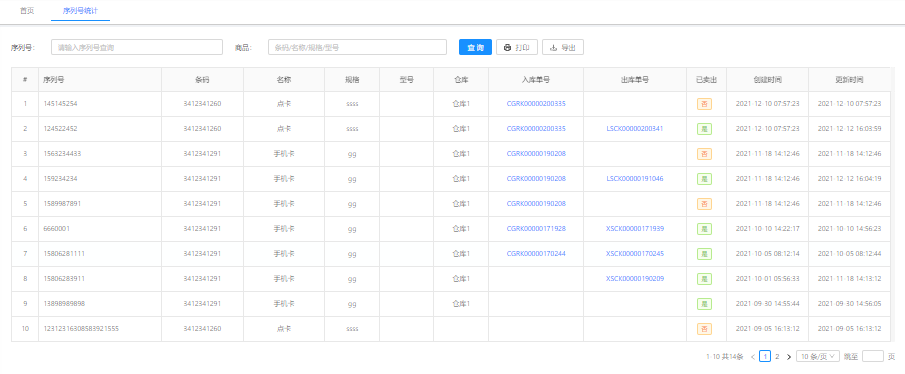 首页 序列号统计
序列号: 请输入序列号查询 商品: 条码/名称/规格/型号 查 询 打印 导出
# 序列号 条码 名称 规格 型号 仓库 入库单号 出库单号 已卖出 创建时间 更新时间
1 145145254 3412341260 点卡 ssss 仓库1 CGRK00000200335 否 2021-12-10 07:57:23 2021-12-10 07:57:23
2 124522452 3412341260 点卡 ssss 仓库1 CGRK00000200335 LSCK00000200341 是 2021-12-10 07:57:23 2021-12-12 16:03:59
3 1563234433 3412341291 手机卡 gg 仓库1 CGRK00000190208 否 2021-11-18 14:12:46 2021-11-18 14:12:46
4 159234234 3412341291 手机卡 gg 仓库1 CGRK00000190208 LSCK00000191046 是 2021-11-18 14:12:46 2021-12-12 16:04:19
5 1589987891 3412341291 手机卡 gg 仓库1 CGRK00000190208 否 2021-11-18 14:12:46 2021-11-18 14:12:46
6 6660001 3412341291 手机卡 gg 仓库1 CGRK00000171928 XSCK00000171939 是 2021-10-10 14:22:17 2021-10-10 14:56:23
7 15806281111 3412341291 手机卡 gg 仓库1 CGRK00000170244 XSCK00000170245 是 2021-10-05 08:12:14 2021-10-05 08:12:44
8 15806283911 3412341291 手机卡 gg 仓库1 XSCK00000190209 是 2021-10-01 05:56:33 2021-11-18 14:13:12
9 13898989898 3412341291 手机卡 gg 仓库1 是 2021-09-30 14:55:44 2021-09-30 14:56:05
10 12312316308583921555 3412341260 点卡 ssss 否 2021-09-05 16:13:12 2021-09-05 16:13:12
1-10 共14条 < 1 2 > 10 条/页 跳至 页